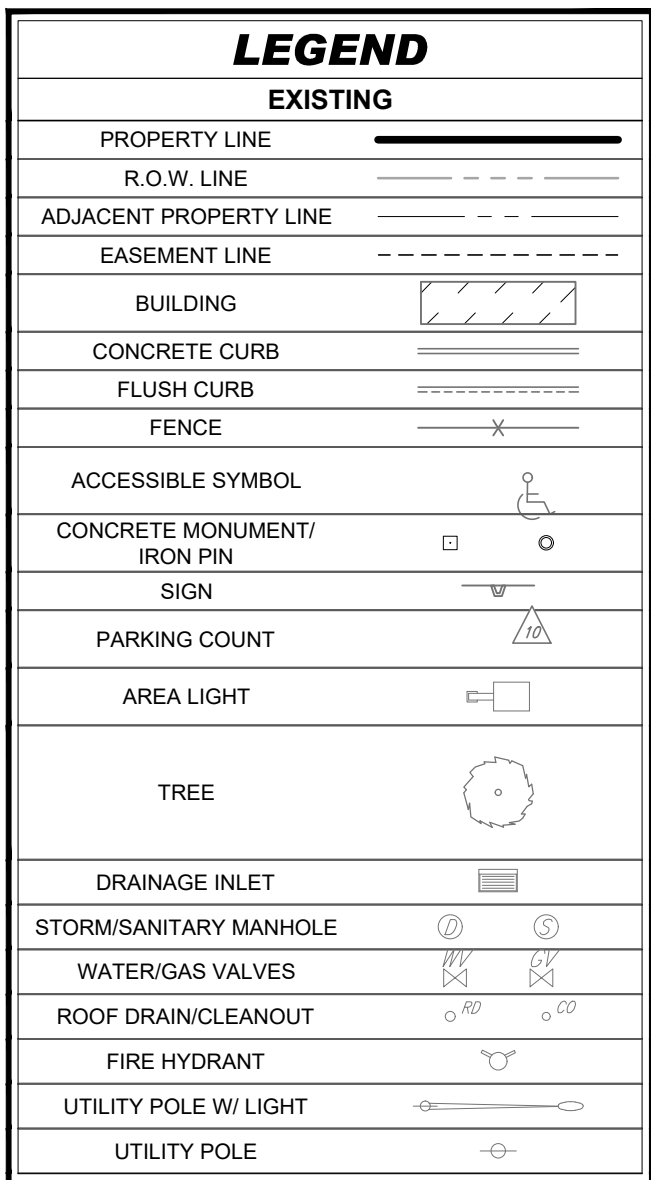 LEGEND
EXISTING
PROPERTY LINE
R.O.W. LINE
ADJACENT PROPERTY LINE
EASEMENT LINE
BUILDING
CONCRETE CURB
FLUSH CURB
FENCE
ACCESSIBLE SYMBOL
CONCRETE MONUMENT/
IRON PIN
SIGN
PARKING COUNT 10
AREA LIGHT
TREE
DRAINAGE INLET
STORM/SANITARY MANHOLE D S
WATER/GAS VALVES WV GV
ROOF DRAIN/CLEANOUT RD CO
FIRE HYDRANT
UTILITY POLE W/ LIGHT
UTILITY POLE